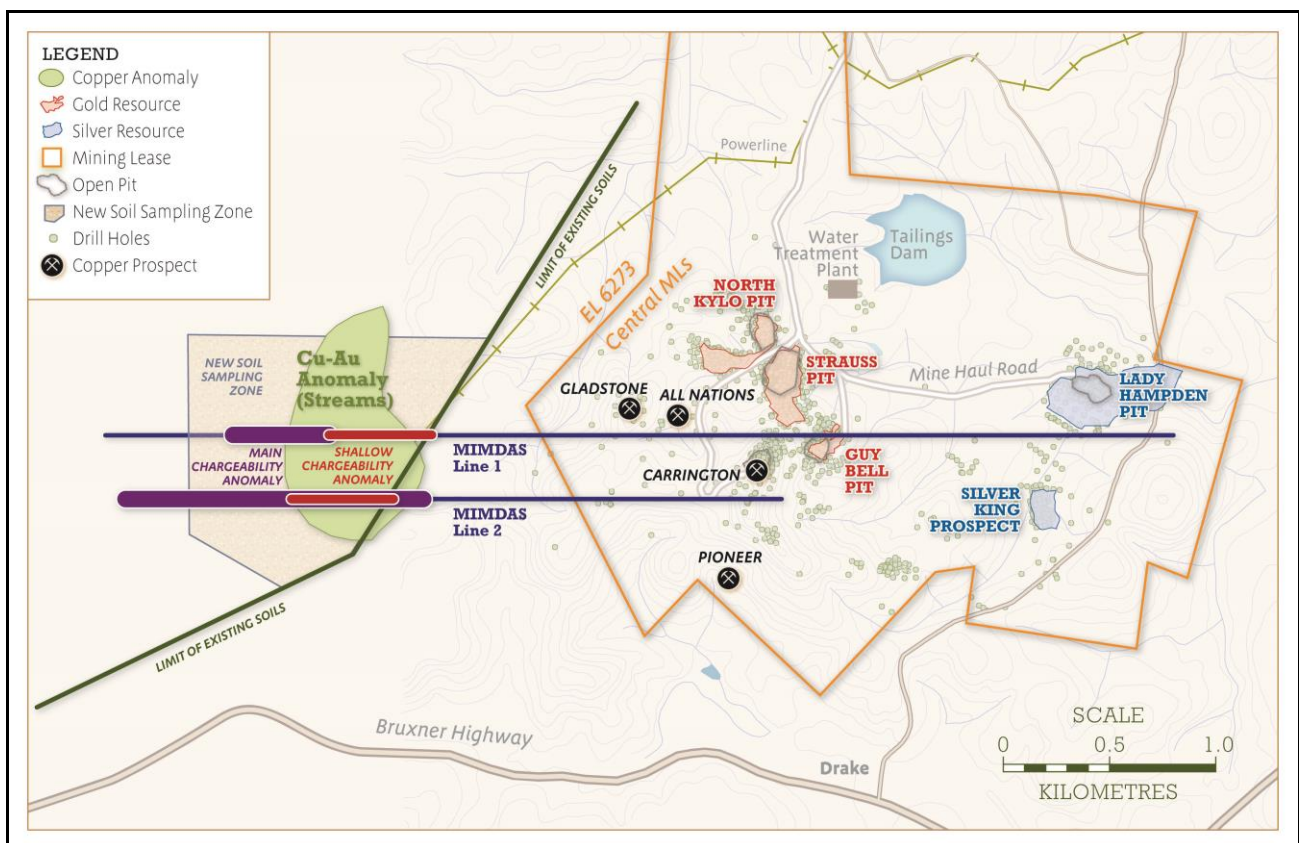 LEGEND
Copper Anomaly
Gold Resource
Silver Resource
Mining Lease
Open Pit
New Soil Sampling Zone
Drill Holes
Copper Prospect
Powerline
LIMIT OF EXISTING SOILS
EL 6273
Central MLs
Water
Treatment
Plant
Tailings
Dam
NORTH
KYLO PIT
STRAUSS
PIT
Mine Haul Road
LADY
HAMPDEN
PIT
NEW SOIL
SAMPLING
ZONE
Cu-Au
Anomaly
(Streams)
GLADSTONE
ALL NATIONS
MAIN
CHARGEABILITY
ANOMALY
SHALLOW
CHARGEABILITY
ANOMALY
MIMDAS
Line 1
CARRINGTON
GUY
BELL
PIT
SILVER
KING
PROSPECT
MIMDAS
Line 2
PIONEER
LIMIT OF EXISTING SOILS
Bruxner Highway
Drake
SCALE
0 0.5 1.0
KILOMETRES